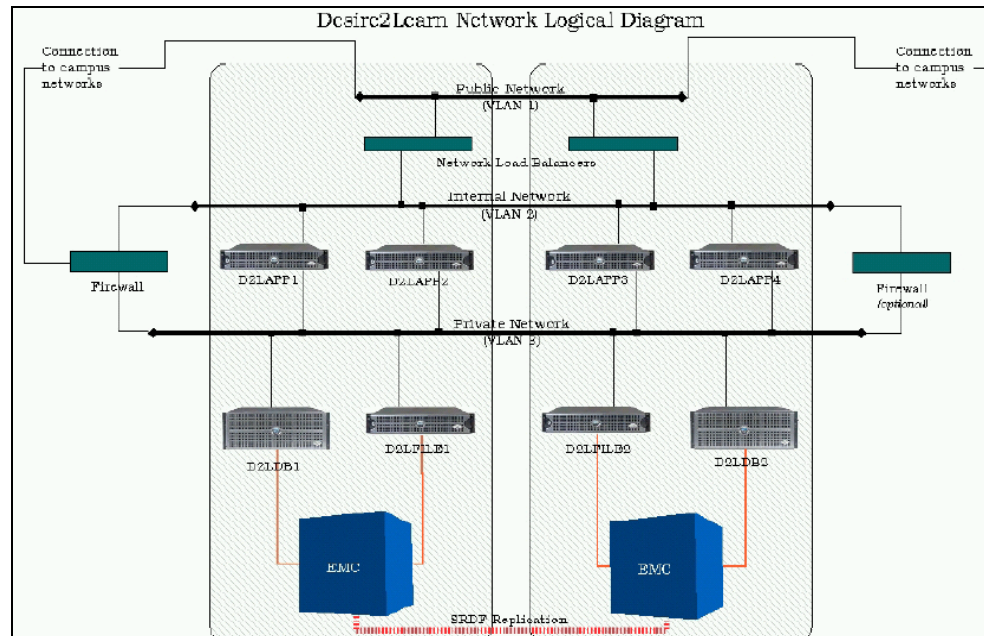 Desire2Learn Network Logical Diagram
Connection
to campus
networks
Connection
to campus
networks
Public Network
(VLAN 1)
Network Load Balancers
Internal Network
(VLAN 2)
D2LAPP1
D2LAPP2
D2LAPP3
D2LAPP4
Firewall
Firewall
(optional)
Private Network
(VLAN 3)
D2LDB1
D2LFILE1
D2LFILE2
D2LDB2
EMC
EMC
SRDF Replication